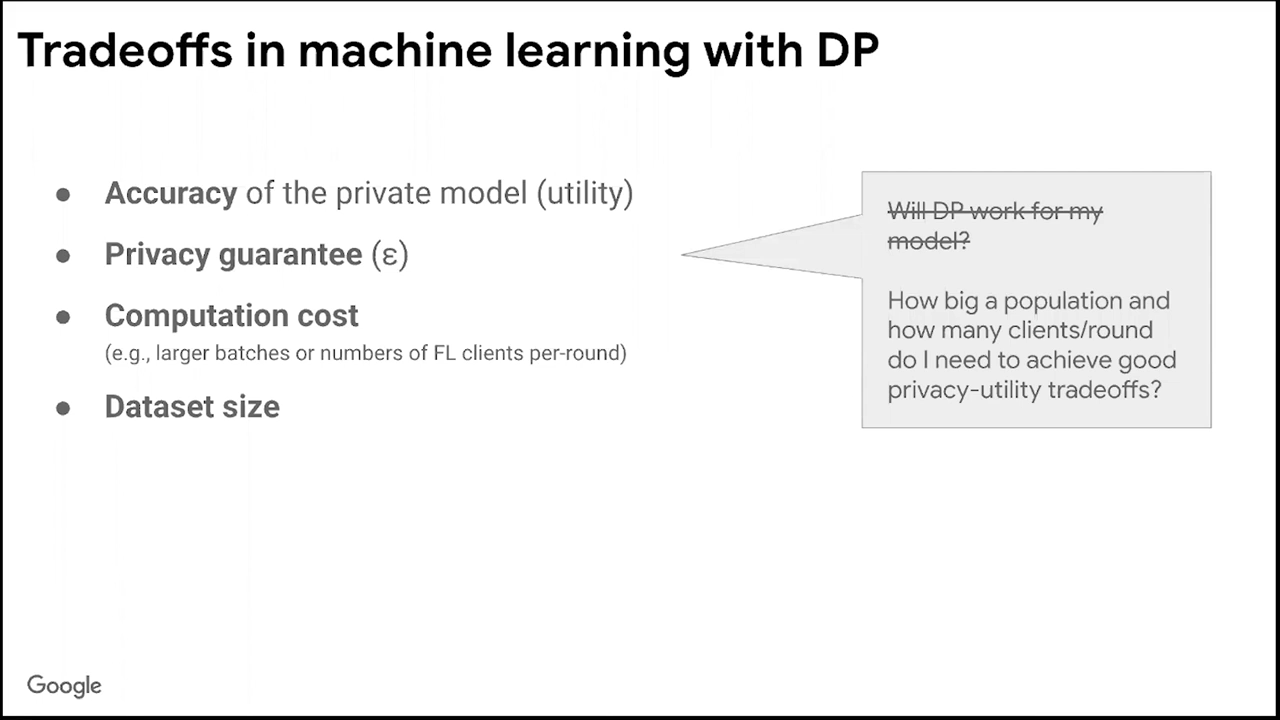 Tradeoffs in machine learning with DP
● Accuracy of the private model (utility)
● Privacy guarantee (ε)
● Computation cost
(e.g., larger batches or numbers of FL clients per-round)
● Dataset size
Will DP work for my
model?
How big a population and
how many clients/round
do I need to achieve good
privacy-utility tradeoffs?
Google